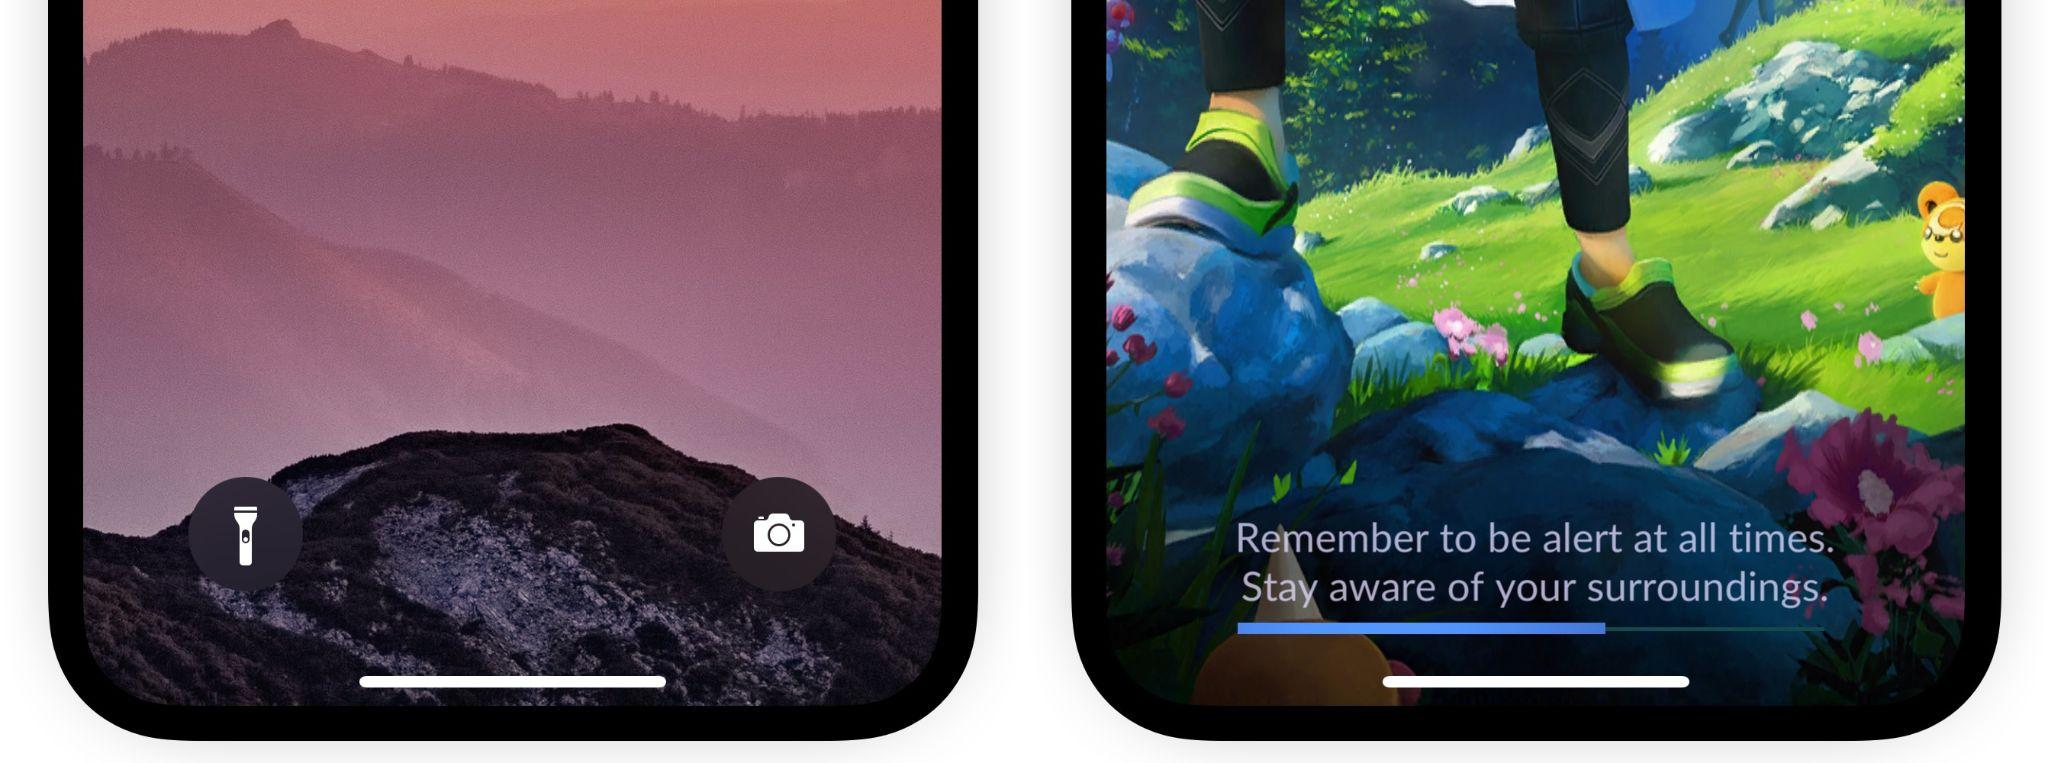 Remember to be alert at all times.
Stay aware of your surroundings.